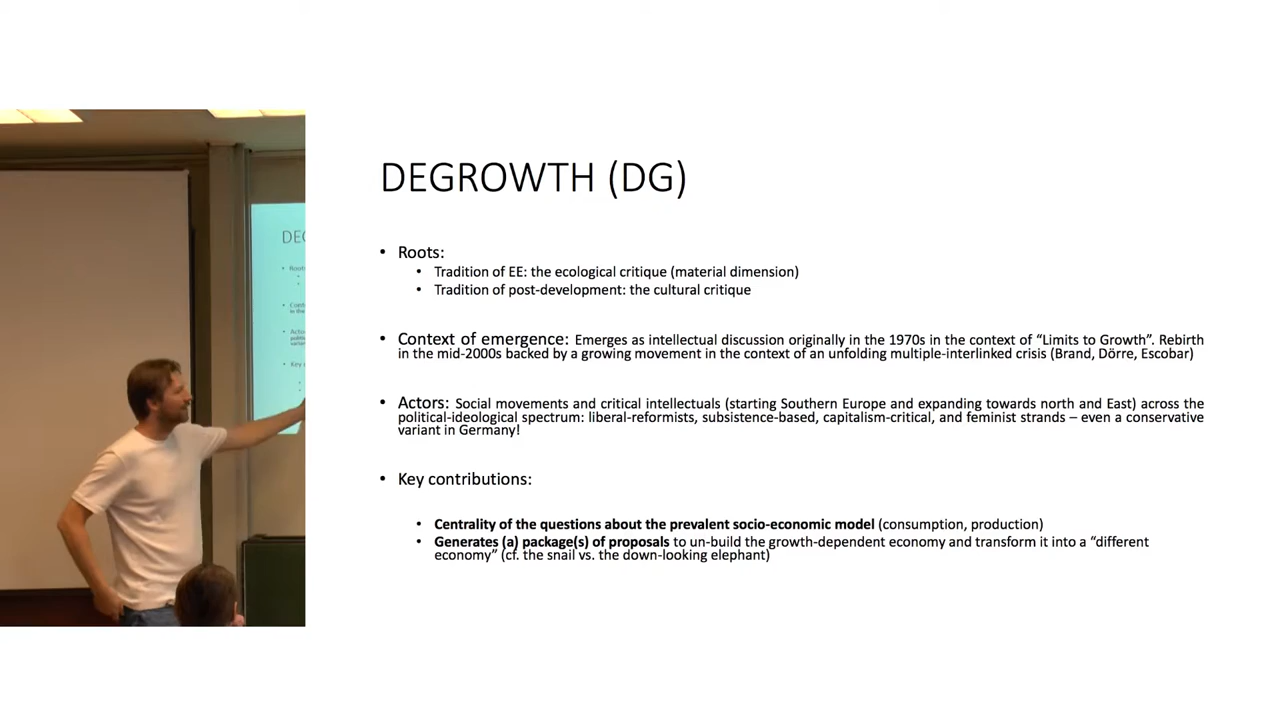 DEGROWTH (DG)
• Roots:
• Tradition of EE: the ecological critique (material dimension)
• Tradition of post-development: the cultural critique
• Context of emergence: Emerges as intellectual discussion originally in the 1970s in the context of “Limits to Growth”. Rebirth
in the mid-2000s backed by a growing movement in the context of an unfolding multiple-interlinked crisis (Brand, Dörre, Escobar)
• Actors: Social movements and critical intellectuals (starting Southern Europe and expanding towards north and East) across the
political-ideological spectrum: liberal-reformists, subsistence-based, capitalism-critical, and feminist strands – even a conservative
variant in Germany!
• Key contributions:
• Centrality of the questions about the prevalent socio-economic model (consumption, production)
• Generates (a) package(s) of proposals to un-build the growth-dependent economy and transform it into a “different
economy” (cf. the snail vs. the down-looking elephant)